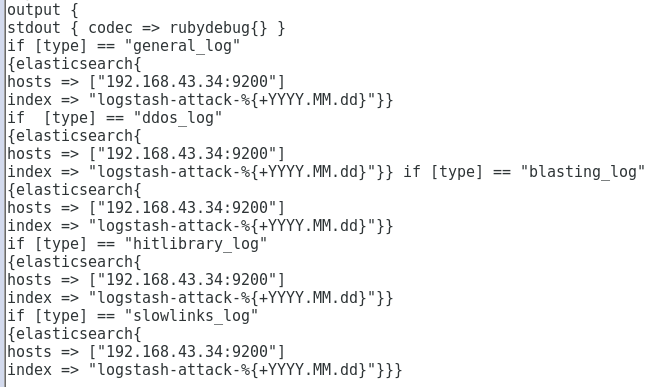 output {
stdout { codec => rubydebug{} }
if [type] == "general_log"
{elasticsearch{
hosts => ["192.168.43.34:9200"]
index => "logstash-attack-%{+YYYY.MM.dd}"}}
if  [type] == "ddos_log"
{elasticsearch{
hosts => ["192.168.43.34:9200"]
index => "logstash-attack-%{+YYYY.MM.dd}"}} if [type] == "blasting_log"
{elasticsearch{
hosts => ["192.168.43.34:9200"]
index => "logstash-attack-%{+YYYY.MM.dd}"}}
if [type] == "hitlibrary_log"
{elasticsearch{
hosts => ["192.168.43.34:9200"]
index => "logstash-attack-%{+YYYY.MM.dd}"}}
if [type] == "slowlinks_log"
{elasticsearch{
hosts => ["192.168.43.34:9200"]
index => "logstash-attack-%{+YYYY.MM.dd}"}}}